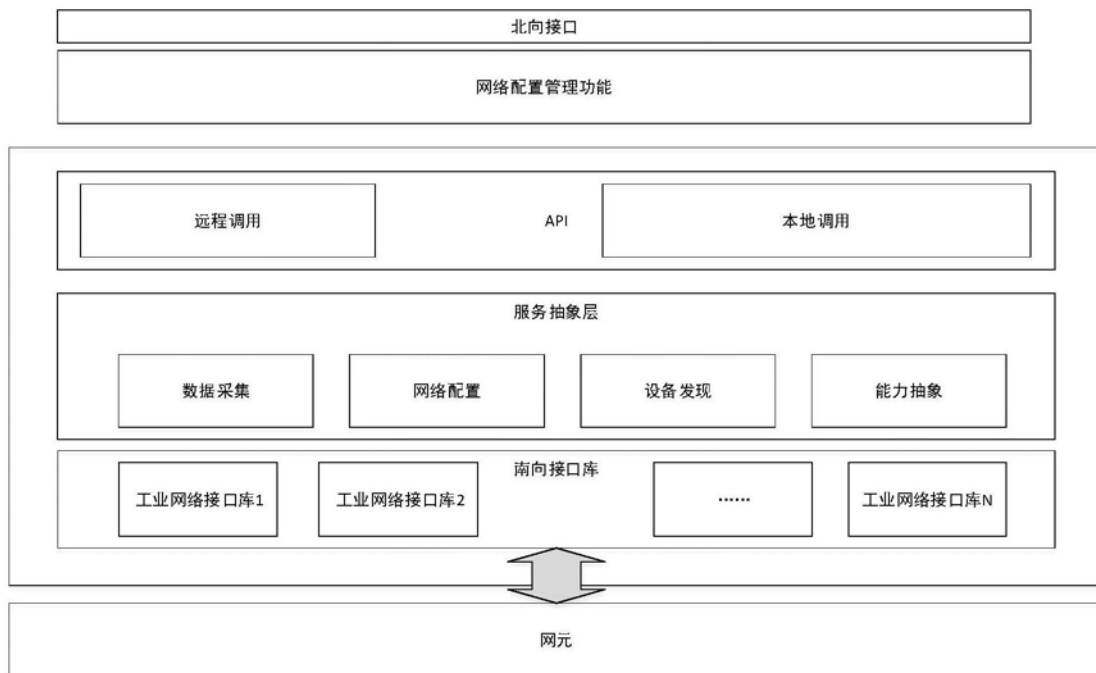 北向接口
网络配置管理功能
远程调用
API
本地调用
服务抽象层
数据采集
网络配置
设备发现
能力抽象
南向接口库
工业网络接口库1
工业网络接口库2
······
工业网络接口库N
网元